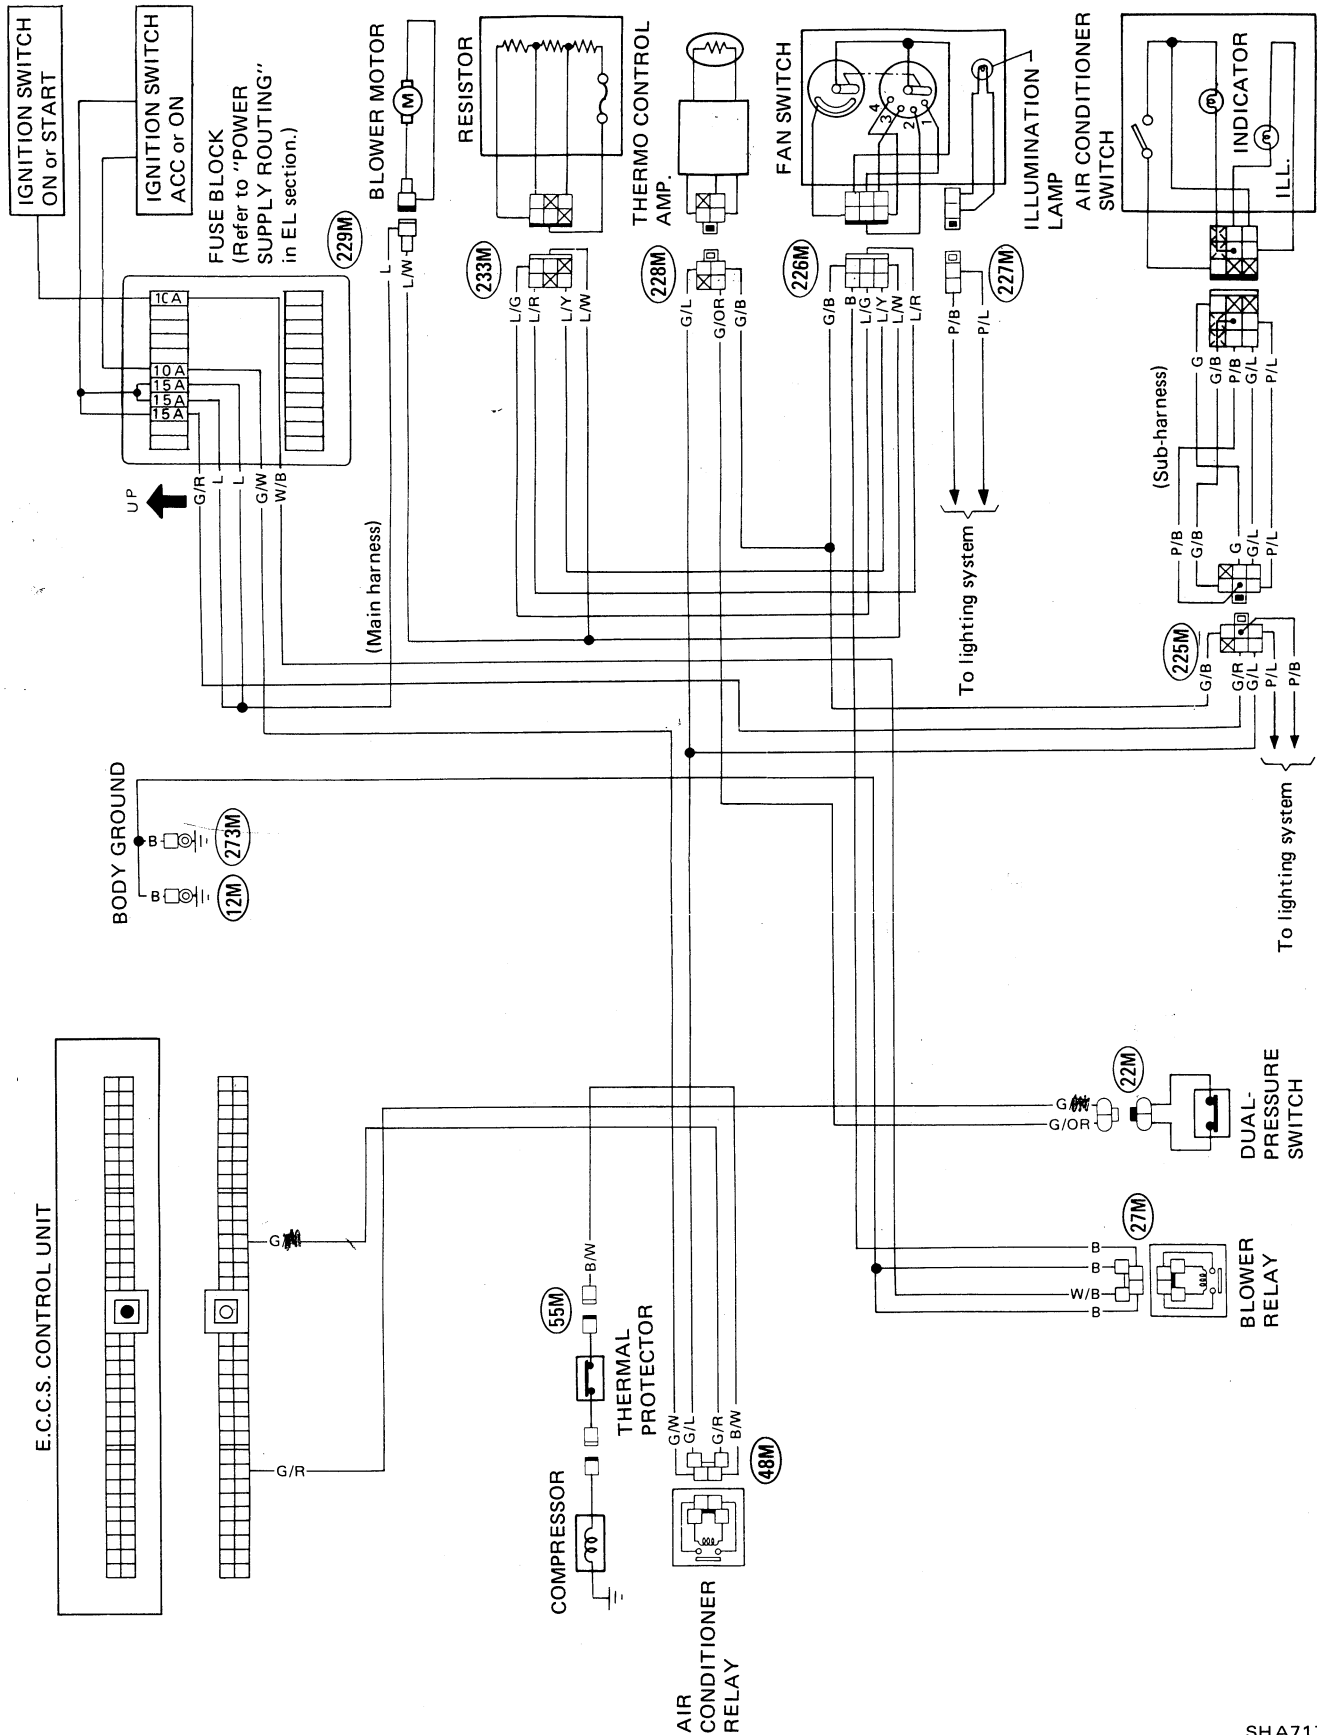 IGNITION SWITCH
ON or START
IGNITION SWITCH
ACC or ON
FUSE BLOCK
(Refer to "POWER
SUPPLY ROUTING"
in EL section.)
10A
10A
15A
15A
15A
UP
G/R
L
L
G/W
W/B
BLOWER MOTOR
M
229M
L
L/W
(Main harness)
RESISTOR
233M
L/G
L/R
L/Y
L/W
THERMO CONTROL
AMP.
228M
G/L
G/OR
G/B
FAN SWITCH
4
3
2
1
226M
G/B
B
L/G
L/Y
L/W
L/R
ILLUMINATION
LAMP
227M
P/B
P/L
To lighting system
AIR CONDITIONER
SWITCH
INDICATOR
ILL.
G
G/B
P/B
G/L
P/L
(Sub-harness)
P/B
G/B
G
G/L
P/L
225M
G/B
G/R
G/L
P/L
P/B
To lighting system
BODY GROUND
B
273M
B
12M
E.C.C.S. CONTROL UNIT
G/
G/R
G/
G/OR
22M
DUAL-
PRESSURE
SWITCH
B
B
W/B
B
27M
BLOWER
RELAY
B/W
55M
THERMAL
PROTECTOR
COMPRESSOR
G/W
G/L
G/R
B/W
48M
AIR
CONDITIONER
RELAY